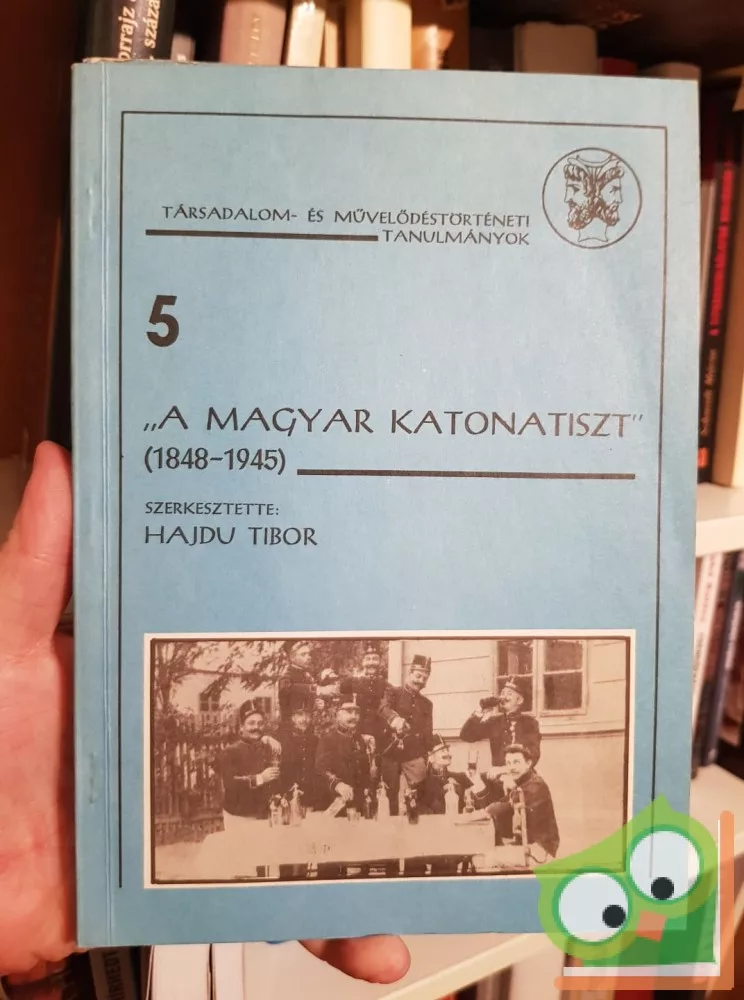 TÁRSADALOM- ÉS MŰVELŐDÉSTÖRTÉNETI
TANULMÁNYOK
5
„A MAGYAR KATONATISZT"
(1848-1945)
SZERKESZTETTE:
HAJDU TIBOR